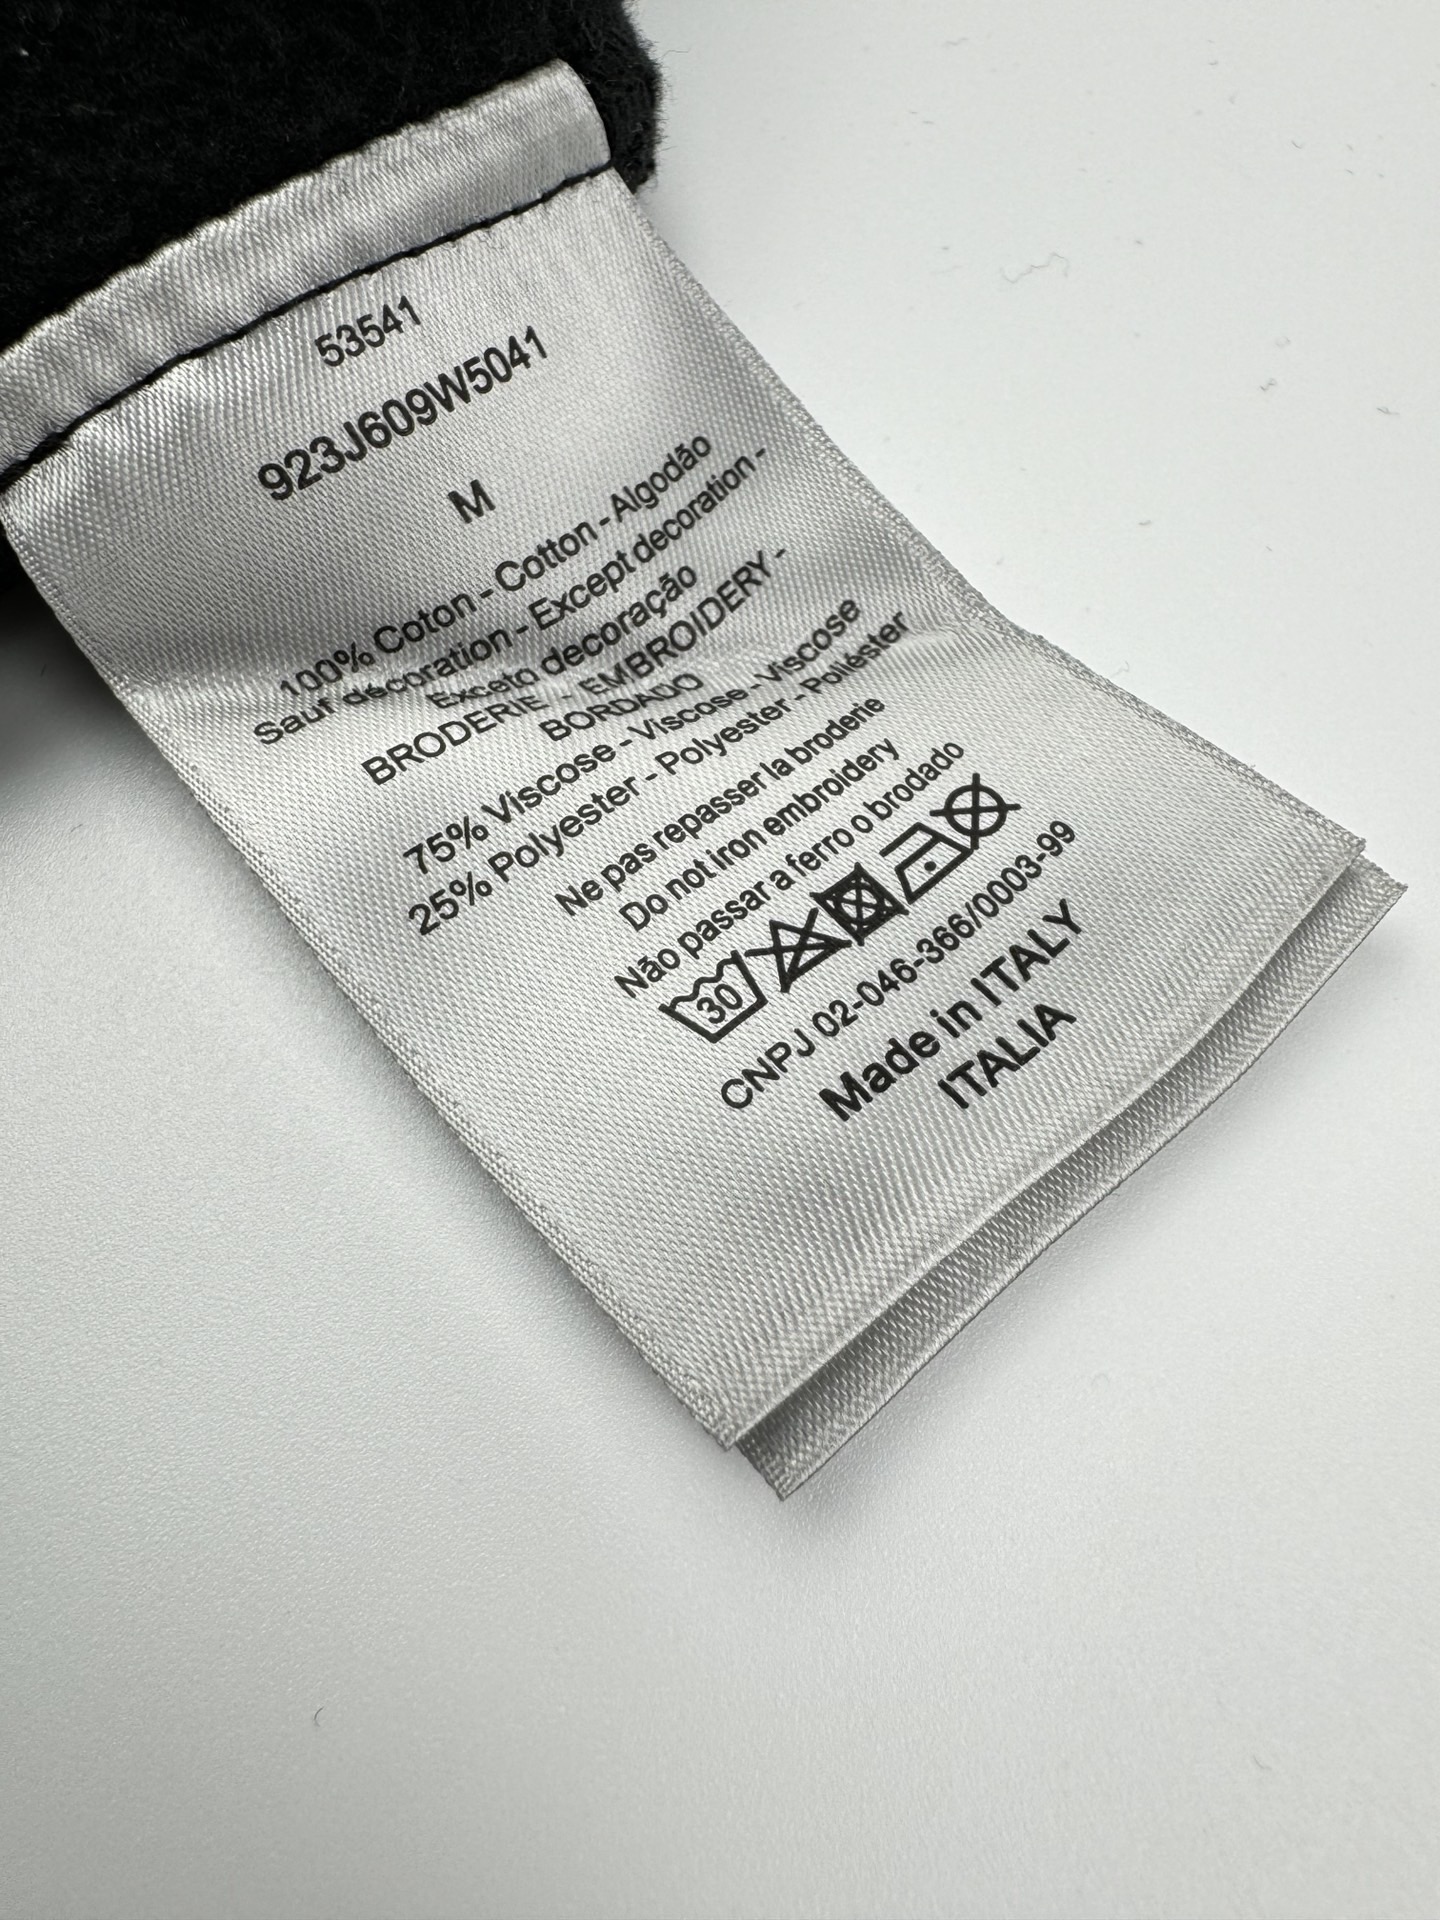 53541
923J609W5041
M
100% Coton - Cotton - Algodão
Sauf décoration - Except decoration -
Exceto decoração
BRODERIE - EMBROIDERY -
BORDADO
75% Viscose - Viscose - Viscose
25% Polyester - Polyester - Poliéster
Ne pas repasser la broderie
Do not iron embroidery
Não passar a ferro o brodado
30
CNPJ 02-046-366/0003-99
Made in ITALY
ITALIA